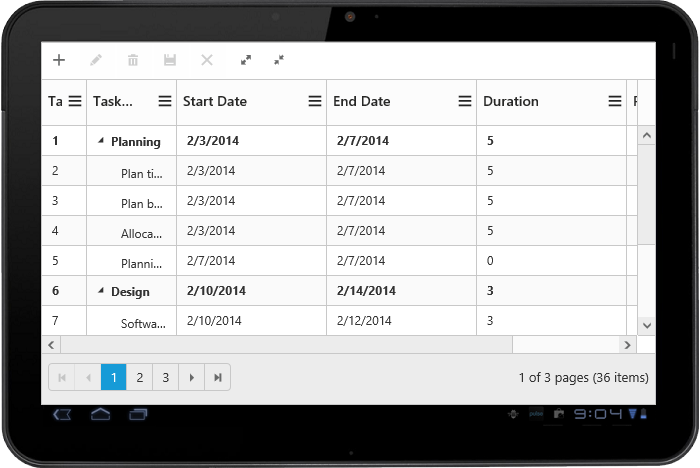 Ta Task... Start Date End Date Duration
1 Planning 2/3/2014 2/7/2014 5
2 Plan ti... 2/3/2014 2/7/2014 5
3 Plan b... 2/3/2014 2/7/2014 5
4 Alloca... 2/3/2014 2/7/2014 5
5 Planni... 2/7/2014 2/7/2014 0
6 Design 2/10/2014 2/14/2014 3
7 Softwa... 2/10/2014 2/12/2014 3
1 2 3 1 of 3 pages (36 items)
9:04